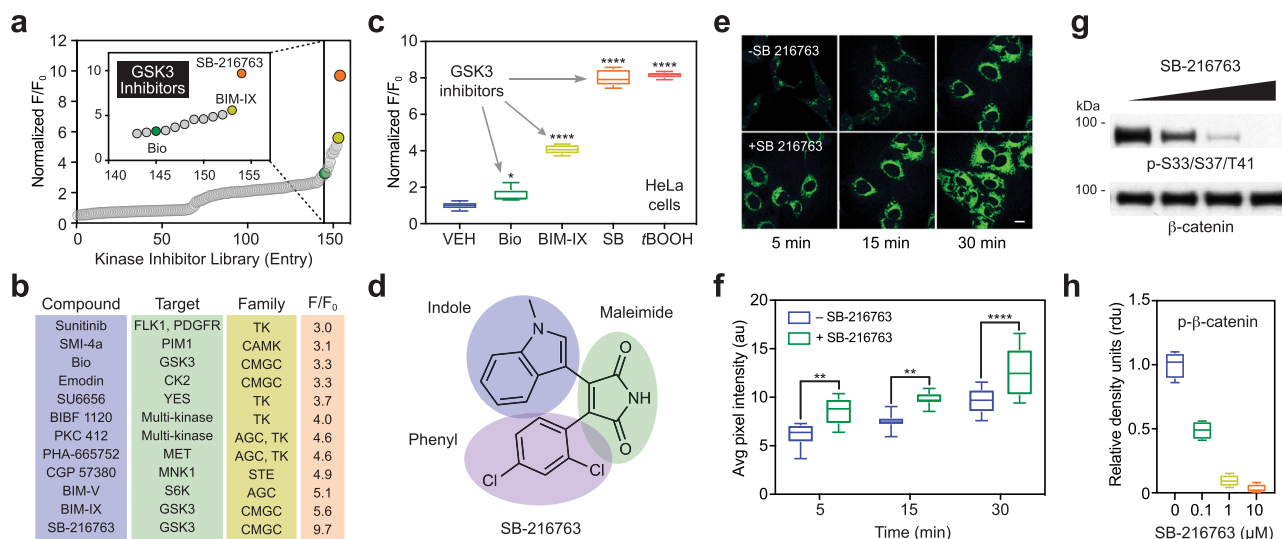 a
12
10
8
6
4
2
0
Normalized F/F0
0
50
100
150
Kinase Inhibitor Library (Entry)
GSK3
Inhibitors
SB-216763
BIM-IX
Bio
10
5
0
140
145
150
155
b
Compound Target Family F/F0
Sunitinib FLK1, PDGFR TK 3.0
SMI-4a PIM1 CAMK 3.1
Bio GSK3 CMGC 3.3
Emodin CK2 CMGC 3.3
SU6656 YES TK 3.7
BIBF 1120 Multi-kinase TK 4.0
PKC 412 Multi-kinase AGC, TK 4.6
PHA-665752 MET AGC, TK 4.6
CGP 57380 MNK1 STE 4.9
BIM-V S6K AGC 5.1
BIM-IX GSK3 CMGC 5.6
SB-216763 GSK3 CMGC 9.7
c
10
8
6
4
2
0
Normalized F/F0
GSK3
inhibitors
*
****
****
****
HeLa
cells
VEH Bio BIM-IX SB tBOOH
d
Indole
Maleimide
Phenyl
N
O
NH
O
Cl
Cl
SB-216763
e
-SB 216763
+SB 216763
5 min 15 min 30 min
f
20
15
10
5
0
Avg pixel intensity (au)
– SB-216763
+ SB-216763
**
**
****
5 15 30
Time (min)
g
SB-216763
kDa
100 -
p-S33/S37/T41
100 -
β-catenin
h
1.5
1.0
0.5
0
Relative density units (rdu)
p-β-catenin
0 0.1 1 10
SB-216763 (μM)